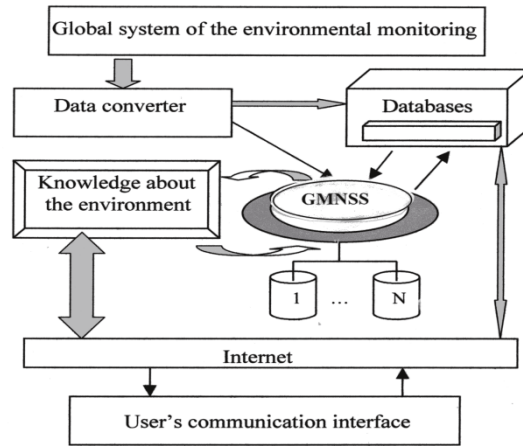 Global system of the environmental monitoring
Data converter
Databases
Knowledge about
the environment
GMNSS
1 ... N
Internet
User's communication interface